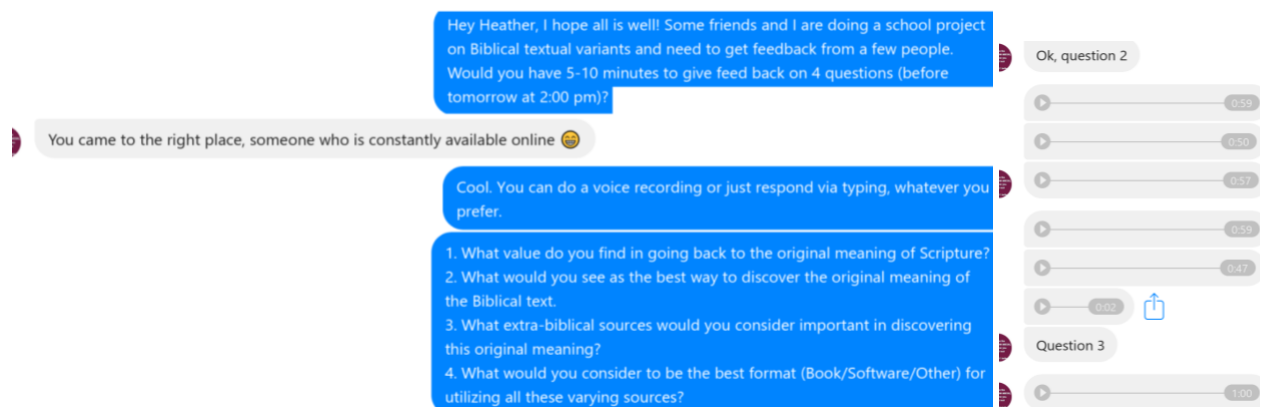 Hey Heather, I hope all is well! Some friends and I are doing a school project
on Biblical textual variants and need to get feedback from a few people.
Would you have 5-10 minutes to give feed back on 4 questions (before
tomorrow at 2:00 pm)?
You came to the right place, someone who is constantly available online 😄
Cool. You can do a voice recording or just respond via typing, whatever you
prefer.
1. What value do you find in going back to the original meaning of Scripture?
2. What would you see as the best way to discover the original meaning of
the Biblical text.
3. What extra-biblical sources would you consider important in discovering
this original meaning?
4. What would you consider to be the best format (Book/Software/Other) for
utilizing all these varying sources?
Ok, question 2
0:59
0:50
0:57
0:59
0:47
0:02
Question 3
1:00